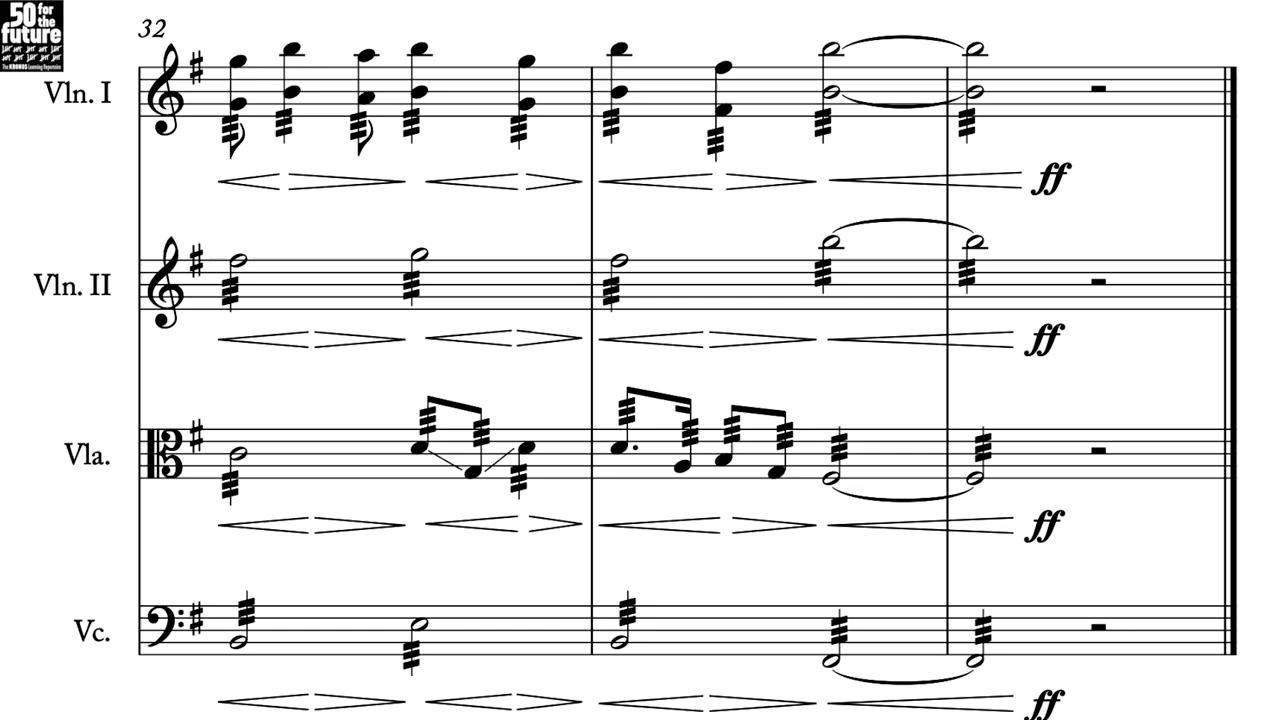 50 for the
future
The KRONOS Learning Repertoire
32
Vln. I
ff
Vln. II
ff
Vla.
ff
Vc.
ff